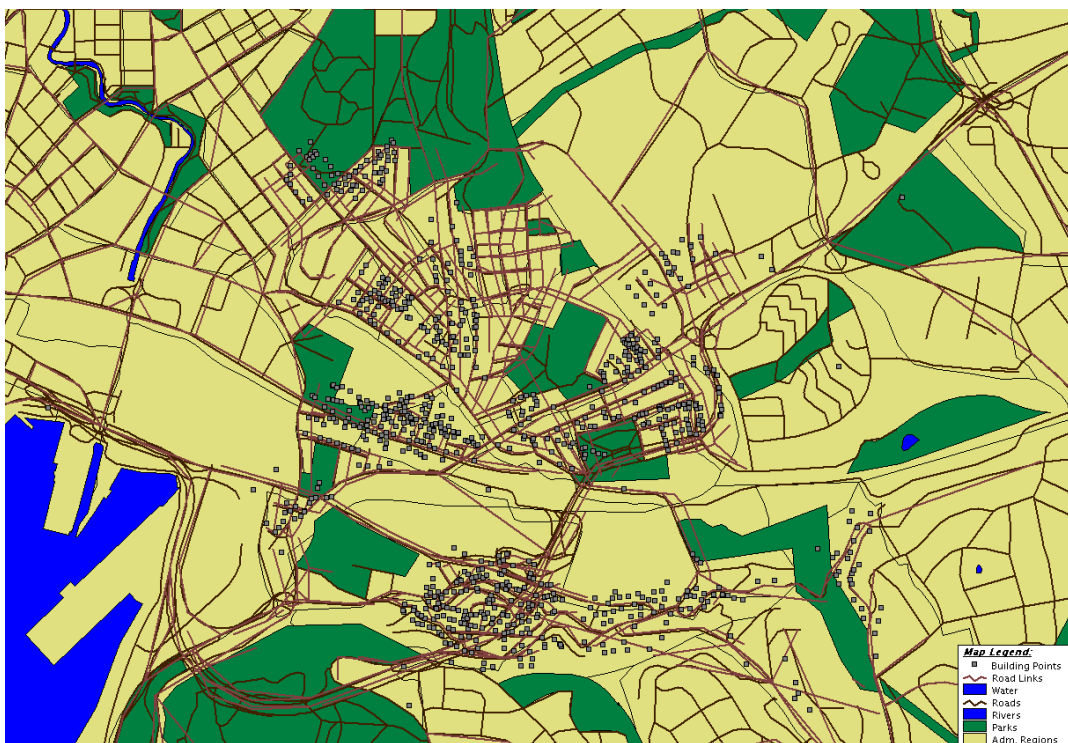 Map Legend:
Building Points
Road Links
Water
Roads
Rivers
Parks
Adm. Regions